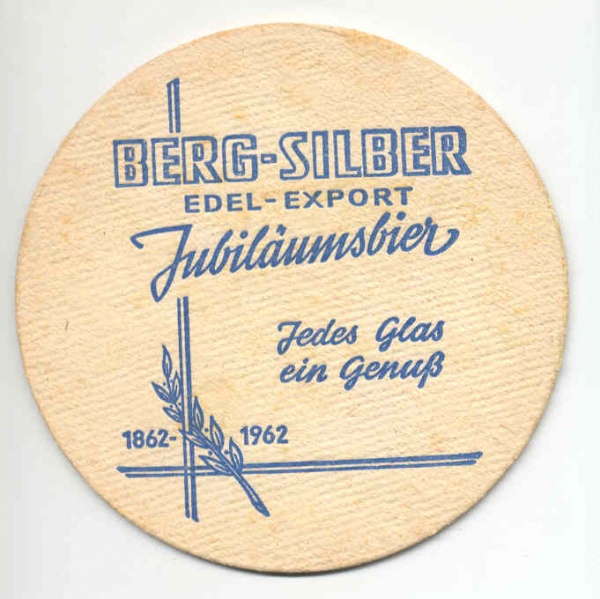 BERG-SILBER
EDEL-EXPORT
Jubiläumsbier
Jedes Glas
ein Genuß
1862-1962